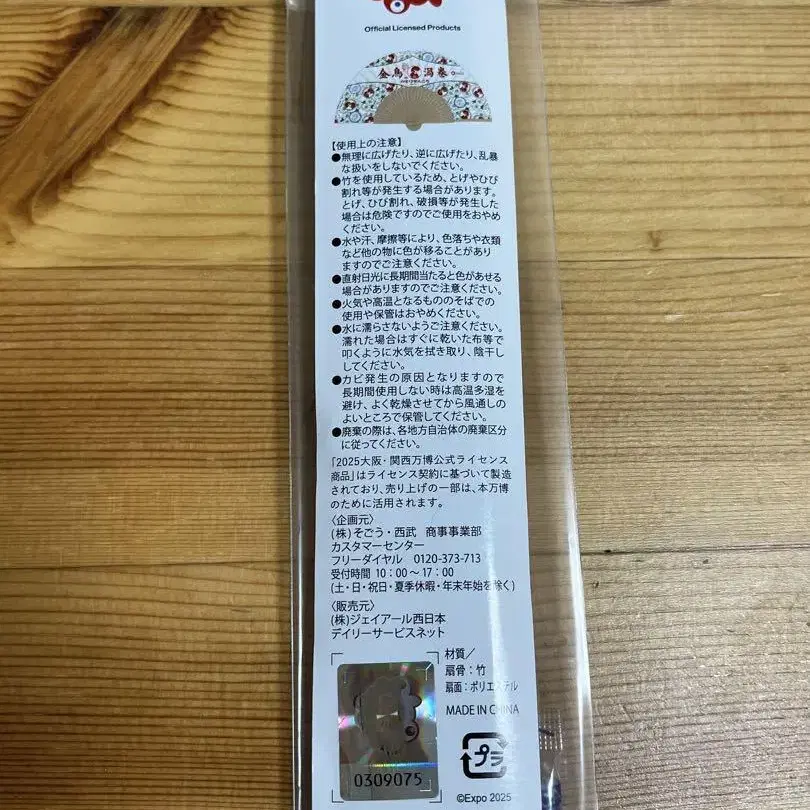 Official Licensed Products
金鳥 渦巻
【使用上の注意】
●無理に広げたり、逆に広げたり、乱暴
な扱いをしないでください。
●竹を使用しているため、とげやひび
割れ等が発生する場合があります。
とげ、ひび割れ、破損等が発生した
場合は危険ですのでご使用をおやめ
ください。
●水や汗、摩擦等により、色落ちや衣類
など他の物に色が移ることがあり
ますのでご注意ください。
●直射日光に長期間当たると色があせる
場合がありますのでご注意ください。
●火気や高温となるもののそばでの
使用や保管はおやめください。
●水に濡らさないようご注意ください。
濡れた場合はすぐに乾いた布等で
叩くように水気を拭き取り、陰干し
してください。
●カビ発生の原因となりますので
長期間使用しない時は高温多湿を
避け、よく乾燥させてから風通しの
よいところで保管してください。
●廃棄の際は、各地方自治体の廃棄区分
に従ってください。
「2025大阪・関西万博公式ライセンス
商品」はライセンス契約に基づいて製造
されており、売り上げの一部は、本万博
のために活用されます。
〈企画元〉
(株)そごう・西武 商事事業部
カスタマーセンター
フリーダイヤル 0120-373-713
受付時間 10：00～17：00
(土・日・祝日・夏季休暇・年末年始を除く)
〈販売元〉
(株)ジェイアール西日本
デイリーサービスネット
材質／
扇骨：竹
扇面：ポリエステル
MADE IN CHINA
0309075
プラ
©Expo 2025